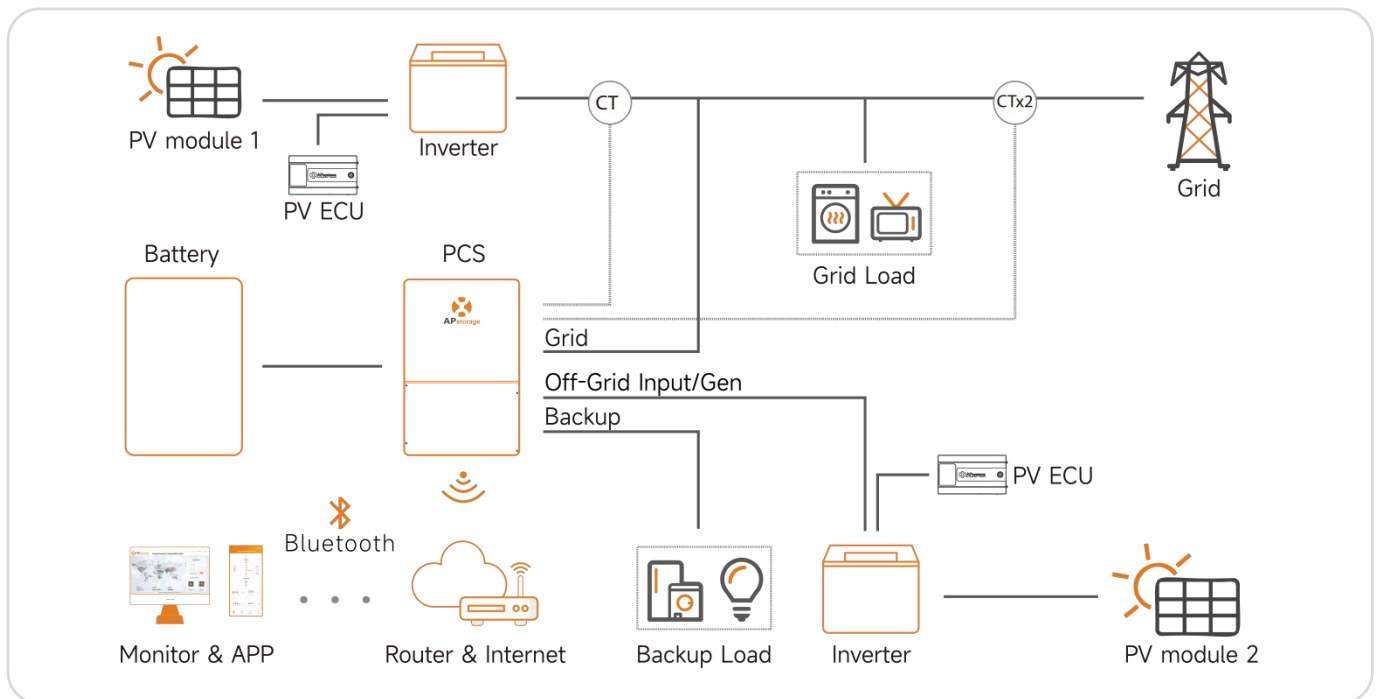 CT
CTx2
PV module 1
Inverter
Grid
PV ECU
Grid Load
Battery
PCS
APstorage
Grid
Off-Grid Input/Gen
Backup
PV ECU
Bluetooth
Monitor & APP
Router & Internet
Backup Load
Inverter
PV module 2